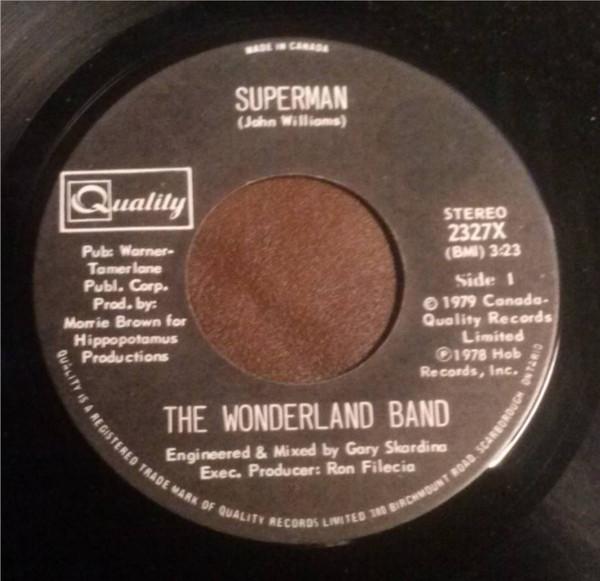 MADE IN CANADA
SUPERMAN
(John Williams)
Quality
Pub: Warner-
Tamerlane
Publ. Corp.
Prod. by:
Morrie Brown for
Hippopotamus
Productions
STEREO
2327X
(BMI) 3:23
Side 1
© 1979 Canada-
Quality Records
Limited
℗1978 Hob
Records, Inc.
THE WONDERLAND BAND
Engineered & Mixed by Gary Skardina
Exec. Producer: Ron Filecia
QUALITY IS A REGISTERED TRADE MARK OF QUALITY RECORDS LIMITED 380 BIRCHMOUNT ROAD, SCARBOROUGH ONTARIO